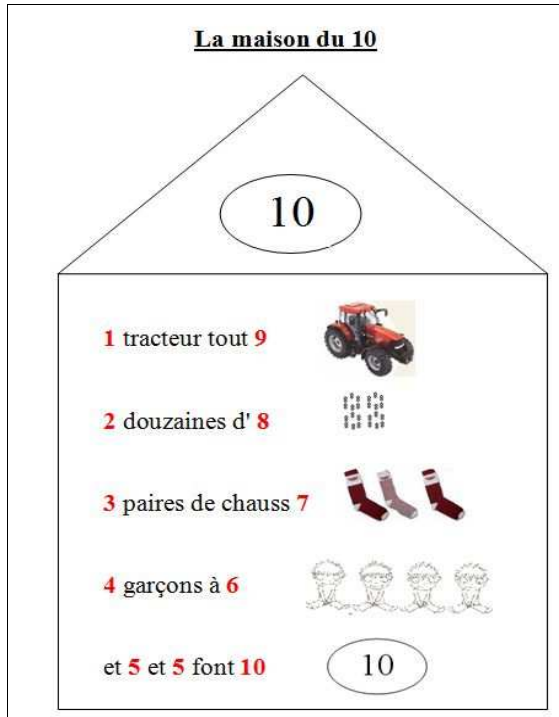 La maison du 10
10
1 tracteur tout 9
2 douzaines d' 8
3 paires de chauss 7
4 garçons à 6
et 5 et 5 font 10
10